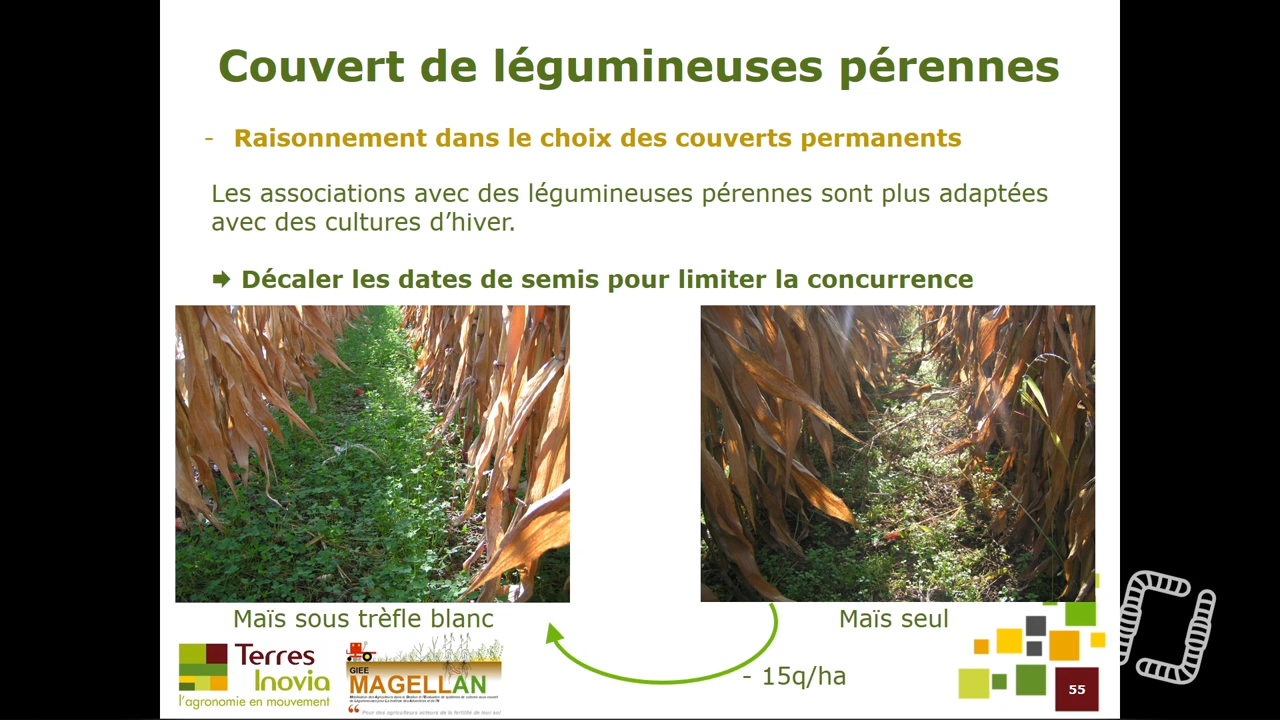 Couvert de légumineuses pérennes
- Raisonnement dans le choix des couverts permanents
Les associations avec des légumineuses pérennes sont plus adaptées
avec des cultures d'hiver.
Décaler les dates de semis pour limiter la concurrence
Maïs sous trèfle blanc
Maïs seul
- 15q/ha
Terres
Inovia
l'agronomie en mouvement
GIEE
MAGELLAN
55